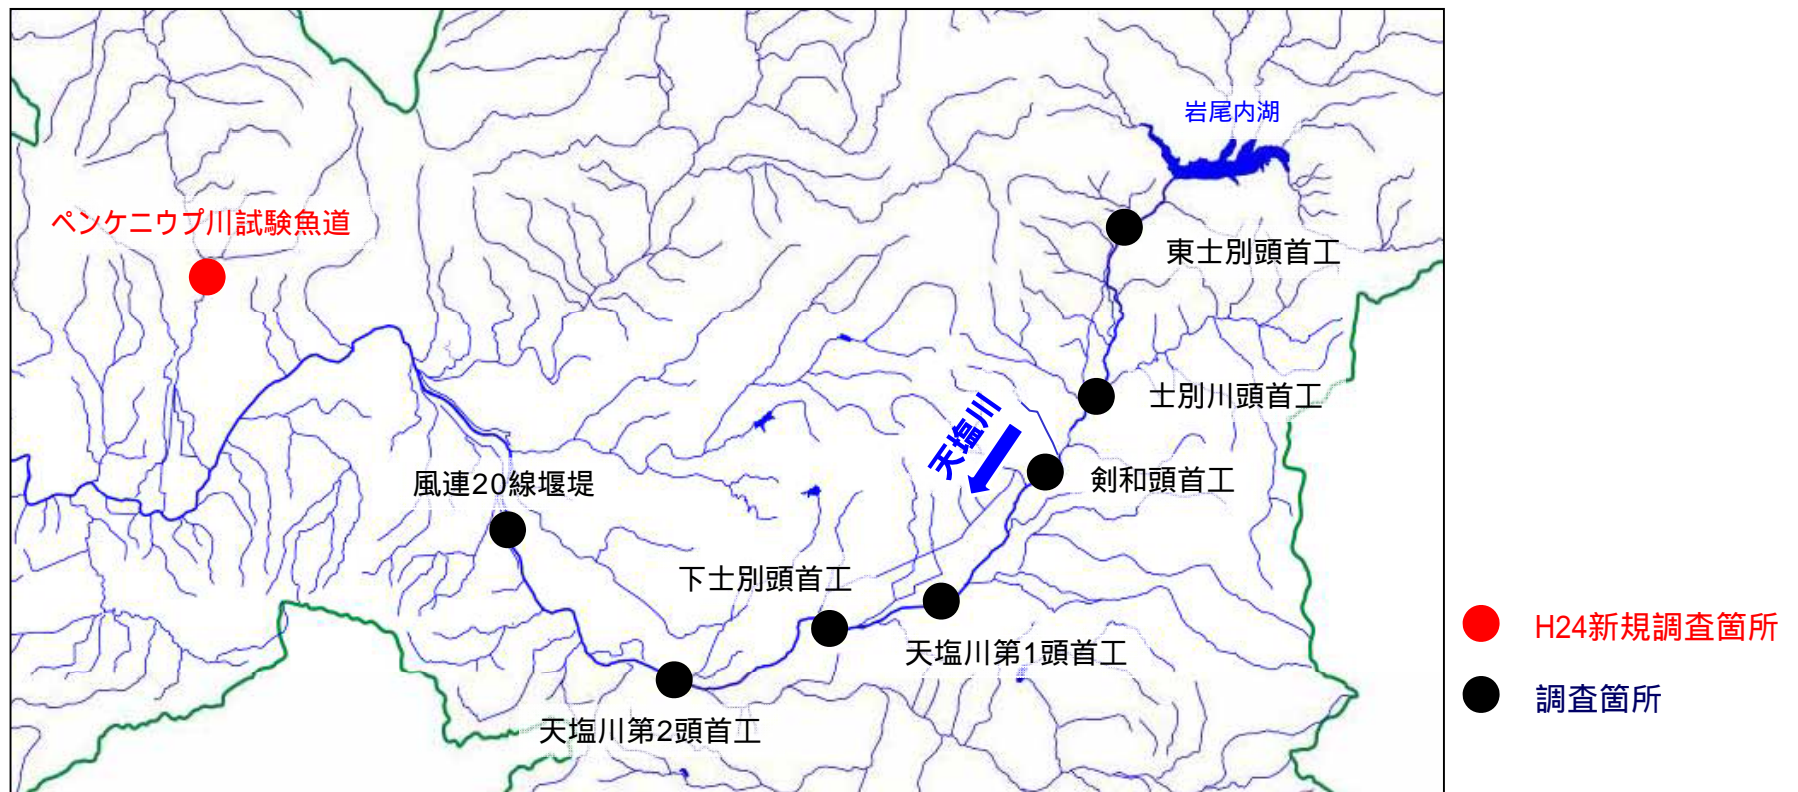 岩尾内湖
ペンケニウプ川試験魚道
東士別頭首工
士別川頭首工
天塩川
剣和頭首工
風連20線堰堤
下士別頭首工
天塩川第1頭首工
天塩川第2頭首工
H24新規調査箇所
調査箇所